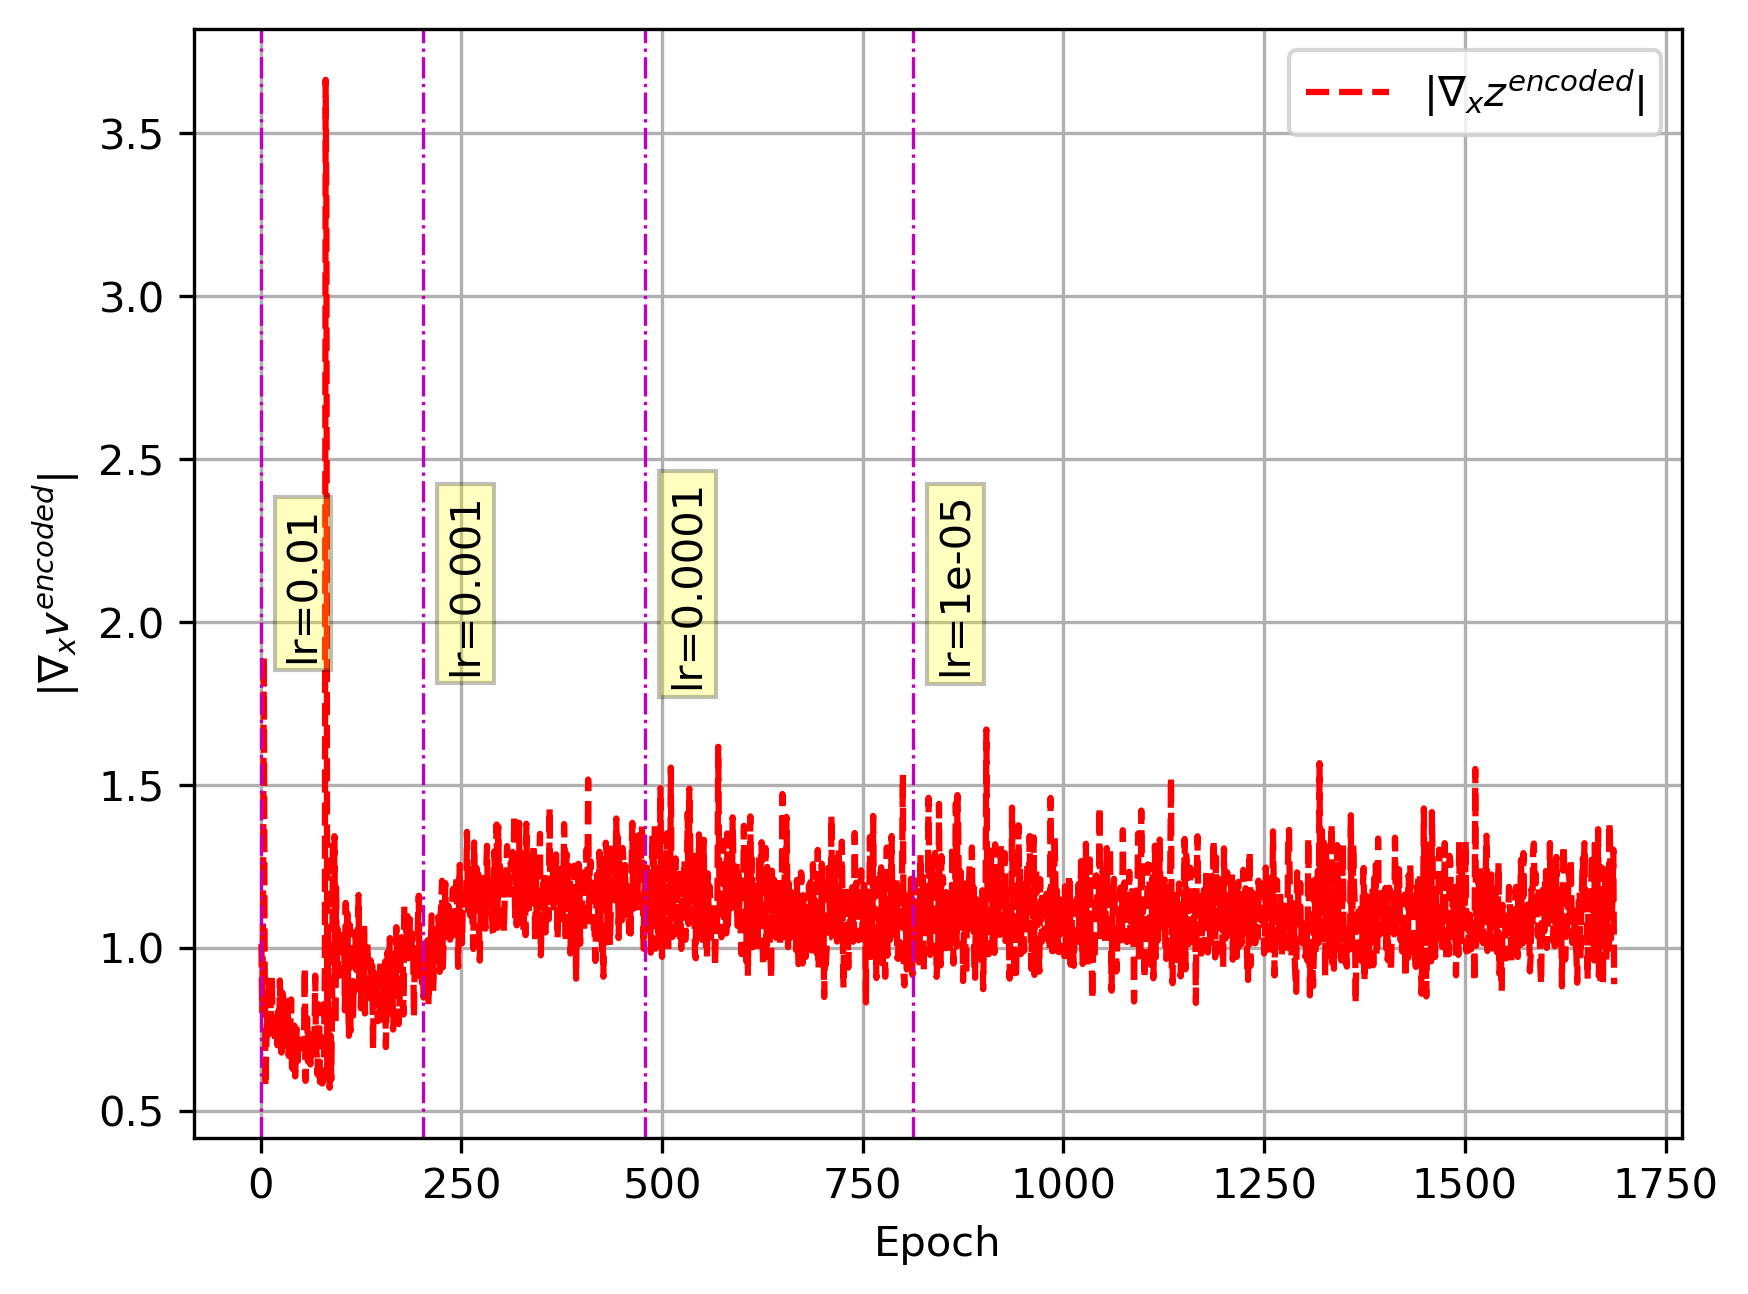 |∇ₓz^{encoded}|
3.5
3.0
2.5
2.0
1.5
1.0
0.5
|∇ₓv^{encoded}|
lr=0.01
lr=0.001
lr=0.0001
lr=1e-05
0 250 500 750 1000 1250 1500 1750
Epoch